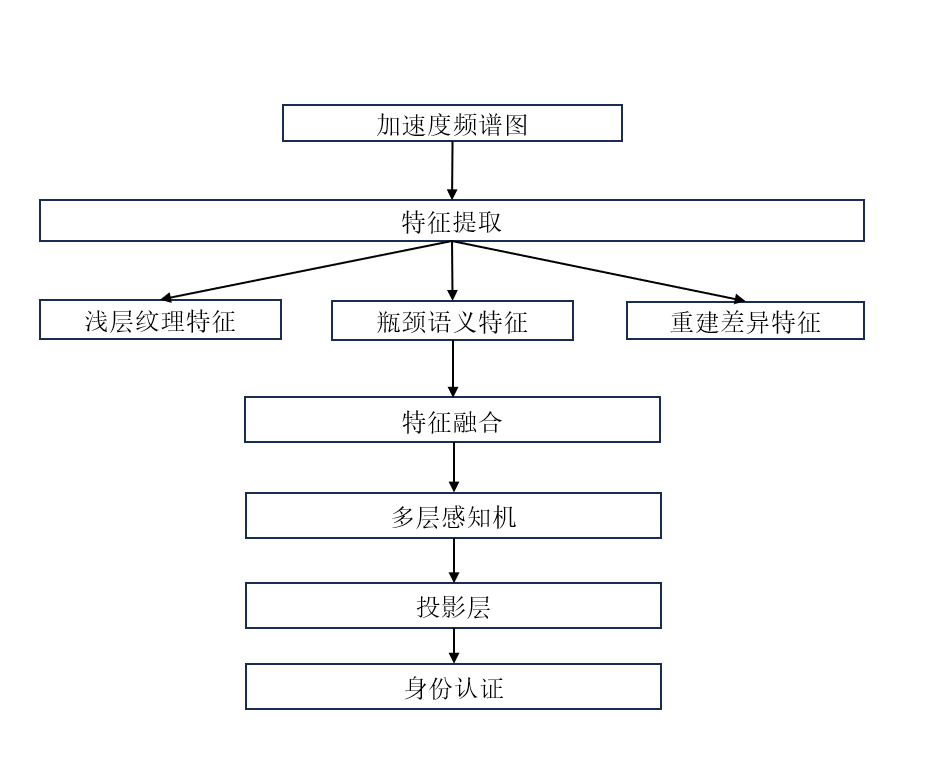 加速度频谱图
特征提取
浅层纹理特征
瓶颈语义特征
重建差异特征
特征融合
多层感知机
投影层
身份认证